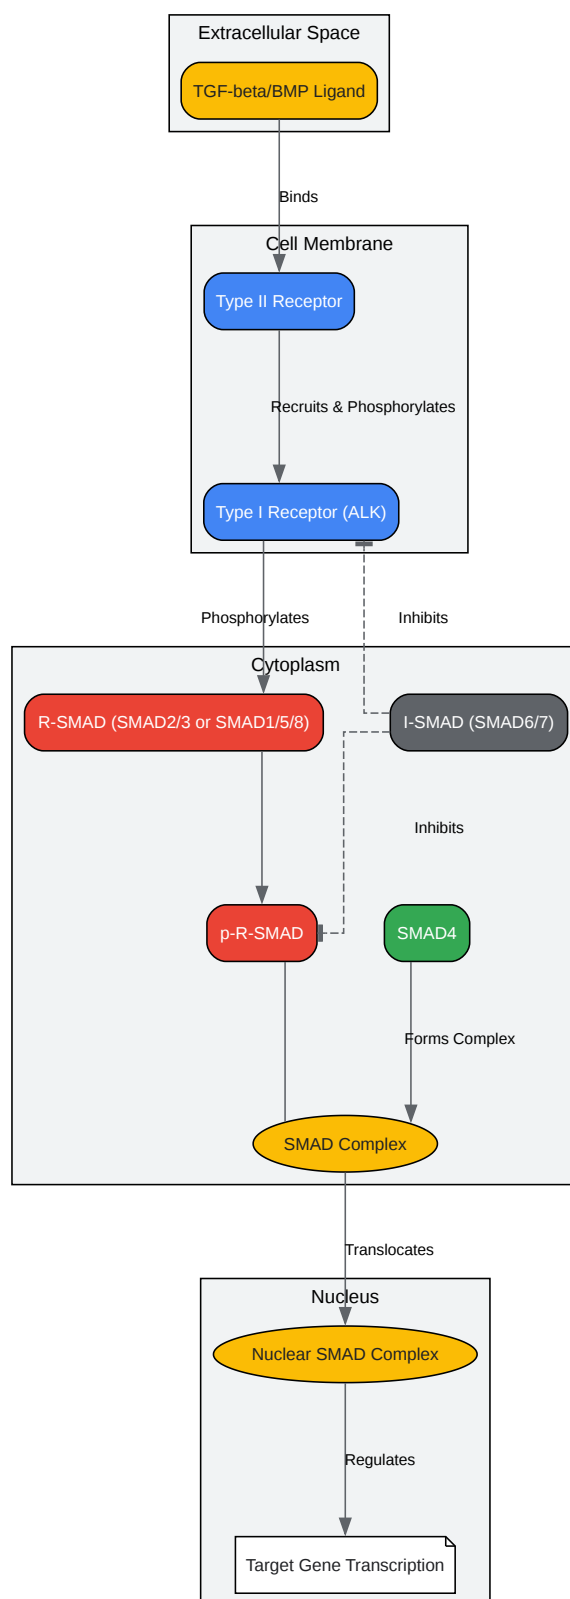 Extracellular Space
TGF-beta/BMP Ligand
Binds
Cell Membrane
Type II Receptor
Recruits & Phosphorylates
Type I Receptor (ALK)
Phosphorylates
Inhibits
Cytoplasm
R-SMAD (SMAD2/3 or SMAD1/5/8)
I-SMAD (SMAD6/7)
Inhibits
p-R-SMAD
SMAD4
Forms Complex
SMAD Complex
Translocates
Nucleus
Nuclear SMAD Complex
Regulates
Target Gene Transcription